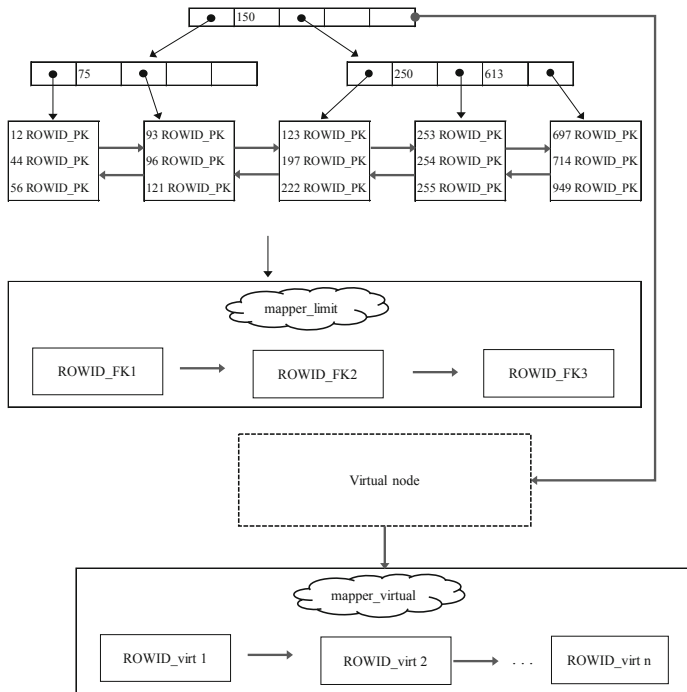 150
75
250 613
12 ROWID_PK 93 ROWID_PK 123 ROWID_PK 253 ROWID_PK 697 ROWID_PK
44 ROWID_PK 96 ROWID_PK 197 ROWID_PK 254 ROWID_PK 714 ROWID_PK
56 ROWID_PK 121 ROWID_PK 222 ROWID_PK 255 ROWID_PK 949 ROWID_PK
mapper_limit
ROWID_FK1 ROWID_FK2 ROWID_FK3
Virtual node
mapper_virtual
ROWID_virt 1 ROWID_virt 2 . . . ROWID_virt n